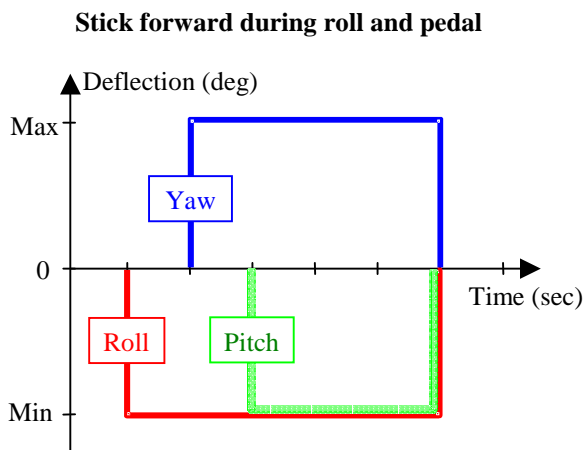 Stick forward during roll and pedal
Deflection (deg)
Max
Yaw
0
Time (sec)
Roll
Pitch
Min